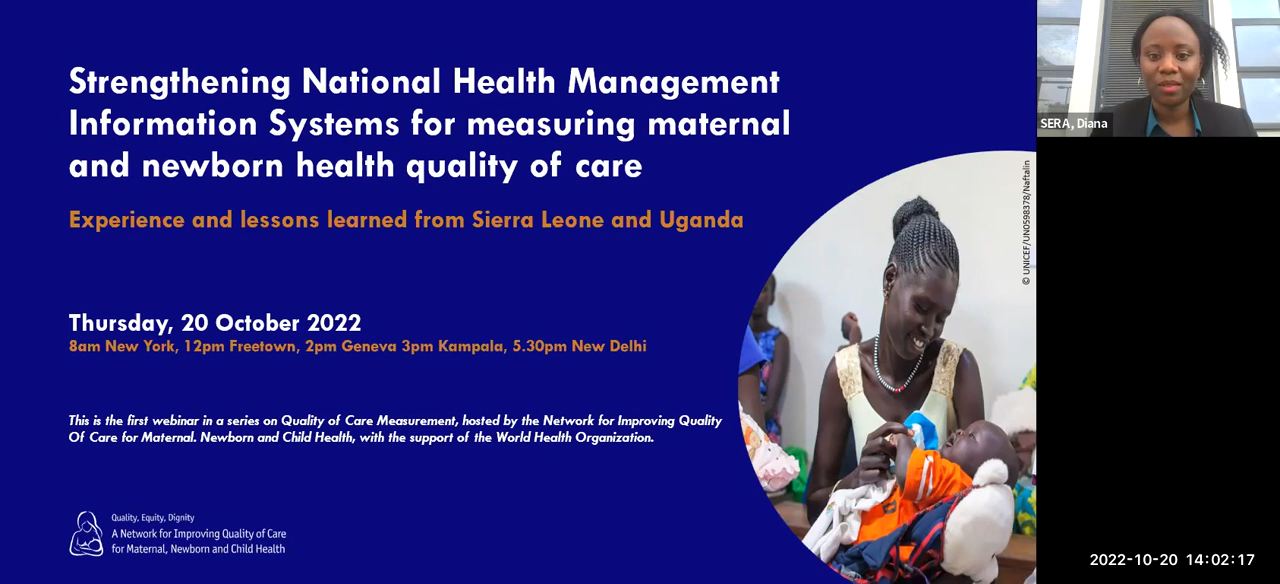 Strengthening National Health Management
Information Systems for measuring maternal
and newborn health quality of care
Experience and lessons learned from Sierra Leone and Uganda
Thursday, 20 October 2022
8am New York, 12pm Freetown, 2pm Geneva 3pm Kampala, 5.30pm New Delhi
This is the first webinar in a series on Quality of Care Measurement, hosted by the Network for Improving Quality
Of Care for Maternal. Newborn and Child Health, with the support of the World Health Organization.
Quality, Equity, Dignity
A Network for Improving Quality of Care
for Maternal, Newborn and Child Health
© UNICEF/UN0598378/Naftalin
SERA, Diana
2022-10-20 14:02:17